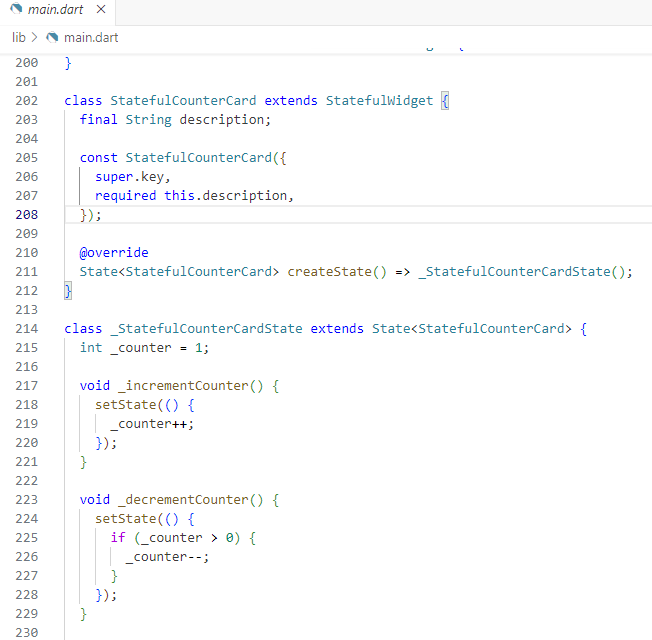 main.dart
lib > main.dart
200 }
201
202 class StatefulCounterCard extends StatefulWidget {
203 final String description;
204
205 const StatefulCounterCard({
206 super.key,
207 required this.description,
208 });
209
210 @override
211 State<StatefulCounterCard> createState() => _StatefulCounterCardState();
212 }
213
214 class _StatefulCounterCardState extends State<StatefulCounterCard> {
215 int _counter = 1;
216
217 void _incrementCounter() {
218 setState(() {
219 _counter++;
220 });
221 }
222
223 void _decrementCounter() {
224 setState(() {
225 if (_counter > 0) {
226 _counter--;
227 }
228 });
229 }
230